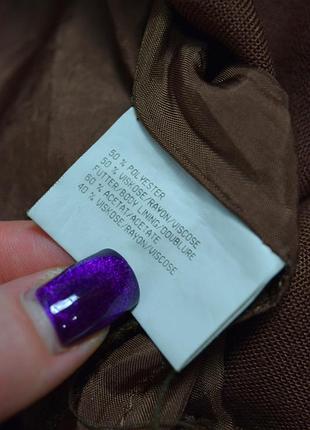 50 % POLYESTER
50 % VISKOSE/RAYON/VISCOSE
FUTTER/BODY LINING/DOUBLURE
60 % ACETAT/ACETATE
40 % VISKOSE/RAYON/VISCOSE